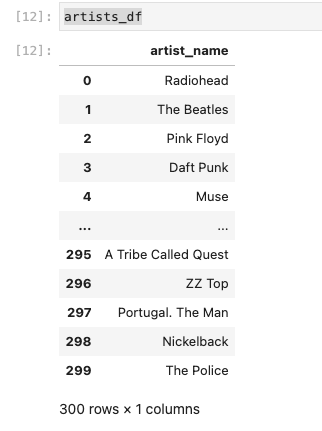 [12]: artists_df
[12]: artist_name
0 Radiohead
1 The Beatles
2 Pink Floyd
3 Daft Punk
4 Muse
... ...
295 A Tribe Called Quest
296 ZZ Top
297 Portugal. The Man
298 Nickelback
299 The Police
300 rows × 1 columns